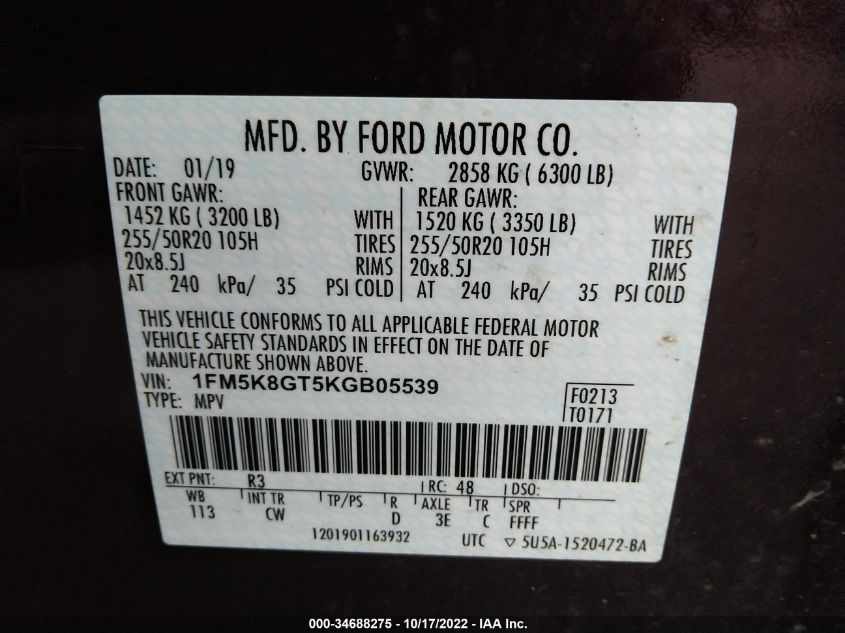 MFD. BY FORD MOTOR CO.
DATE: 01/19 GVWR: 2858 KG ( 6300 LB)
FRONT GAWR: REAR GAWR:
1452 KG ( 3200 LB) WITH 1520 KG ( 3350 LB) WITH
255/50R20 105H TIRES 255/50R20 105H TIRES
20x8.5J RIMS 20x8.5J RIMS
AT 240 kPa/ 35 PSI COLD AT 240 kPa/ 35 PSI COLD
THIS VEHICLE CONFORMS TO ALL APPLICABLE FEDERAL MOTOR
VEHICLE SAFETY STANDARDS IN EFFECT ON THE DATE OF
MANUFACTURE SHOWN ABOVE.
VIN: 1FM5K8GT5KGB05539
TYPE: MPV
F0213
T0171
EXT PNT: R3 RC: 48 DSO:
WB INT TR TP/PS R AXLE TR SPR
113 CW D 3E C FFFF
1201901163932 UTC ▽ 5U5A-1520472-BA
000-34688275 - 10/17/2022 - IAA Inc.